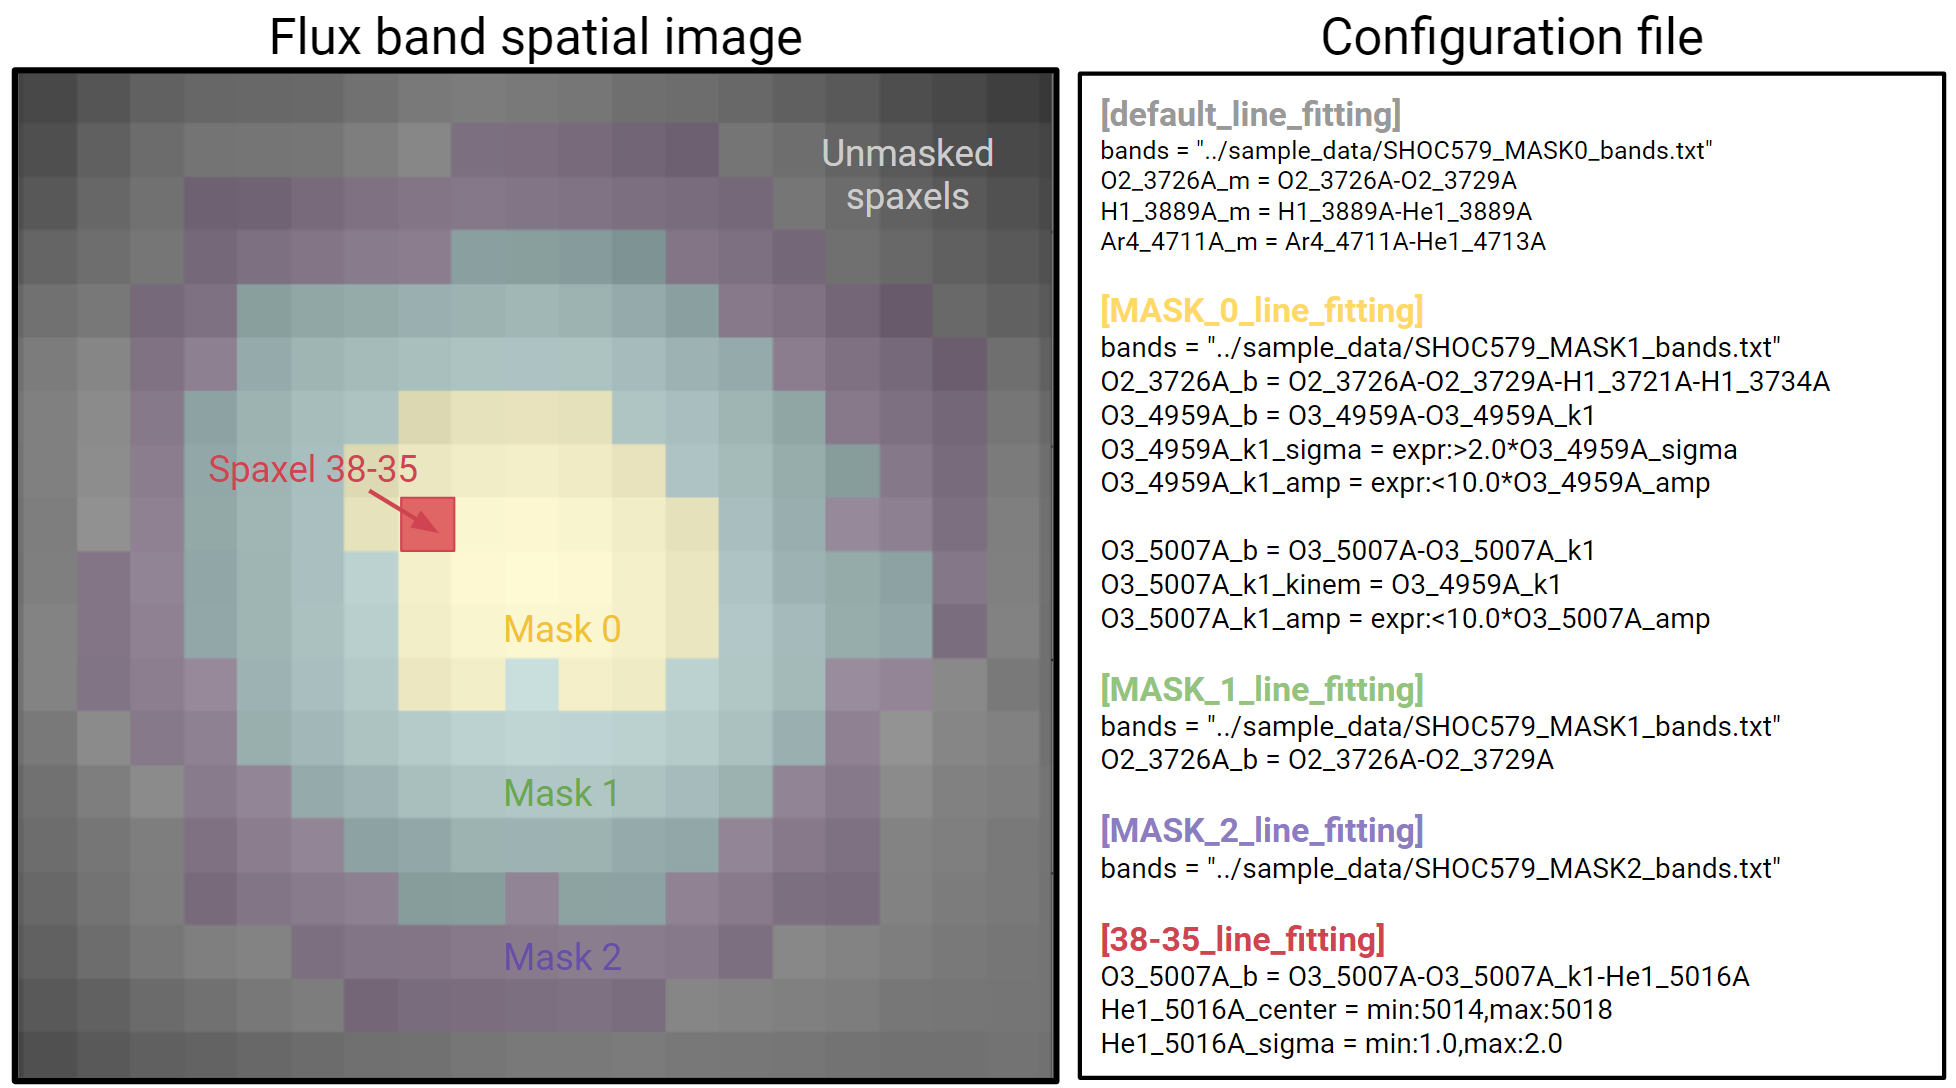 Flux band spatial image
Unmasked
spaxels
Spaxel 38-35
Mask 0
Mask 1
Mask 2
Configuration file
[default_line_fitting]
bands = "../sample_data/SHOC579_MASK0_bands.txt"
O2_3726A_m = O2_3726A-O2_3729A
H1_3889A_m = H1_3889A-He1_3889A
Ar4_4711A_m = Ar4_4711A-He1_4713A
[MASK_0_line_fitting]
bands = "../sample_data/SHOC579_MASK1_bands.txt"
O2_3726A_b = O2_3726A-O2_3729A-H1_3721A-H1_3734A
O3_4959A_b = O3_4959A-O3_4959A_k1
O3_4959A_k1_sigma = expr:>2.0*O3_4959A_sigma
O3_4959A_k1_amp = expr:<10.0*O3_4959A_amp
O3_5007A_b = O3_5007A-O3_5007A_k1
O3_5007A_k1_kinem = O3_4959A_k1
O3_5007A_k1_amp = expr:<10.0*O3_5007A_amp
[MASK_1_line_fitting]
bands = "../sample_data/SHOC579_MASK1_bands.txt"
O2_3726A_b = O2_3726A-O2_3729A
[MASK_2_line_fitting]
bands = "../sample_data/SHOC579_MASK2_bands.txt"
[38-35_line_fitting]
O3_5007A_b = O3_5007A-O3_5007A_k1-He1_5016A
He1_5016A_center = min:5014,max:5018
He1_5016A_sigma = min:1.0,max:2.0